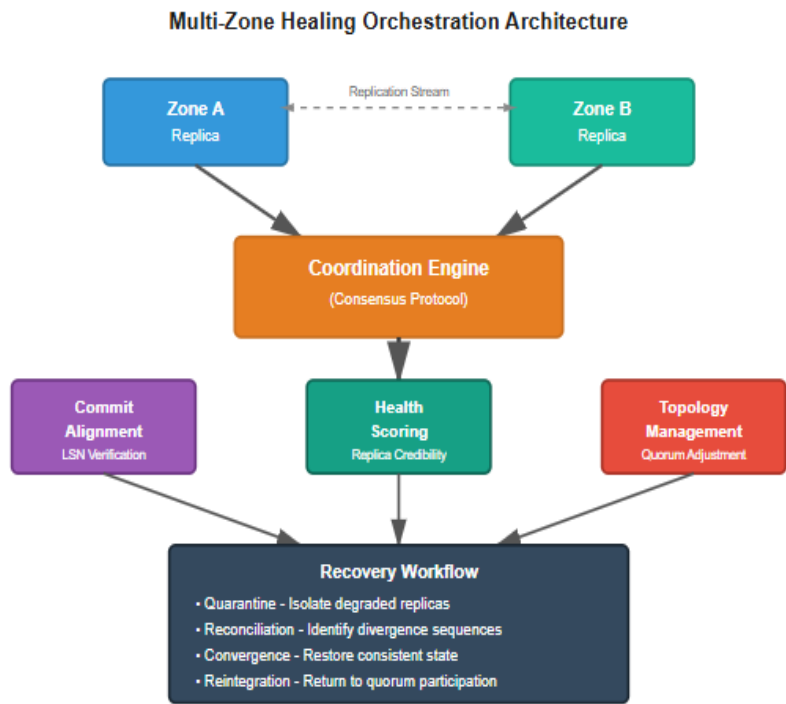 Multi-Zone Healing Orchestration Architecture
Zone A
Replica
Replication Stream
Zone B
Replica
Coordination Engine
(Consensus Protocol)
Commit
Alignment
LSN Verification
Health
Scoring
Replica Credibility
Topology
Management
Quorum Adjustment
Recovery Workflow
• Quarantine - Isolate degraded replicas
• Reconciliation - Identify divergence sequences
• Convergence - Restore consistent state
• Reintegration - Return to quorum participation